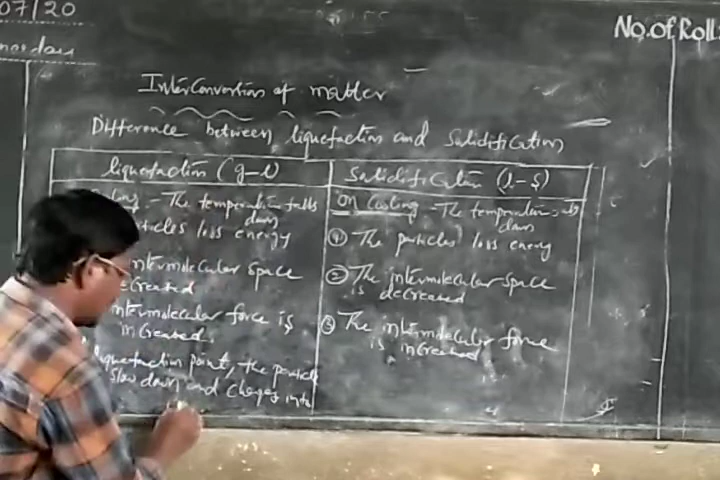 07/20
No. of Roll
Interconvertion of matter
Difference between liquefaction and Solidification
liquefaction (g-l)
The temperature falls
down
particles loss energy
intermolecular space
decreased
intermolecular force is
increased.
liquefaction point, the particle
slow down and changes into
Solidification (l-S)
On Cooling - The temperature
down
① The particles loss energy
② The intermolecular space
is decreased
③ The intermolecular force
is increased